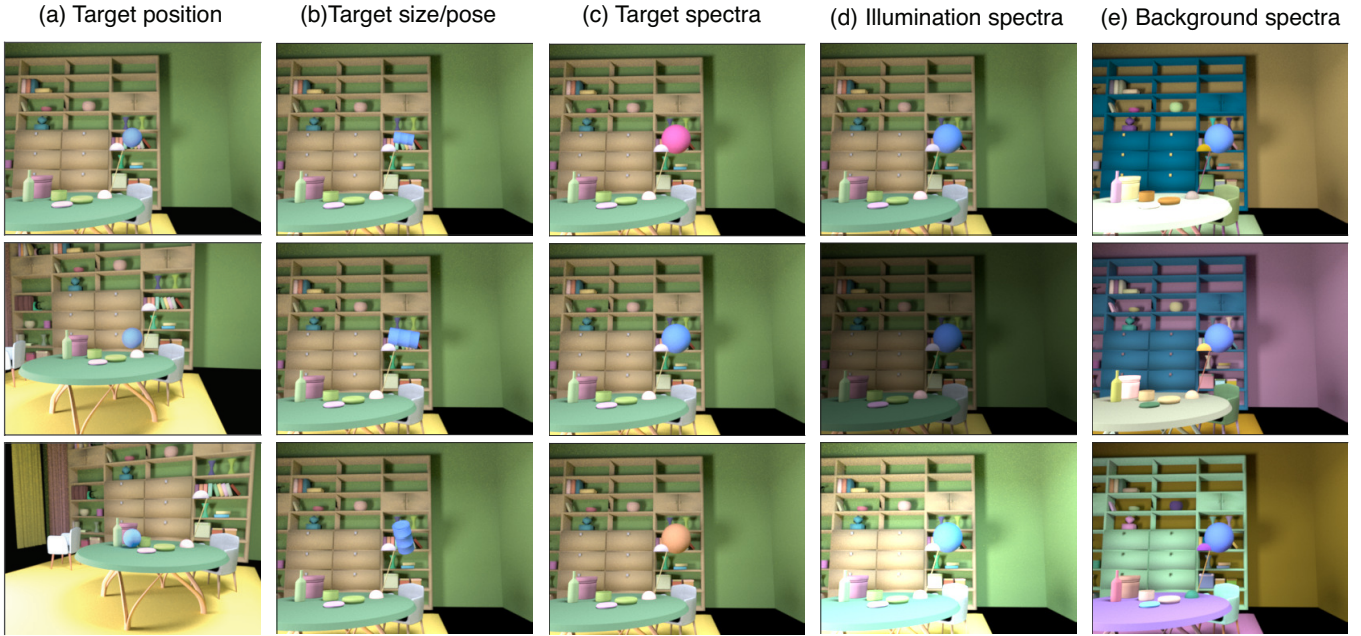 (a) Target position
(b)Target size/pose
(c) Target spectra
(d) Illumination spectra
(e) Background spectra